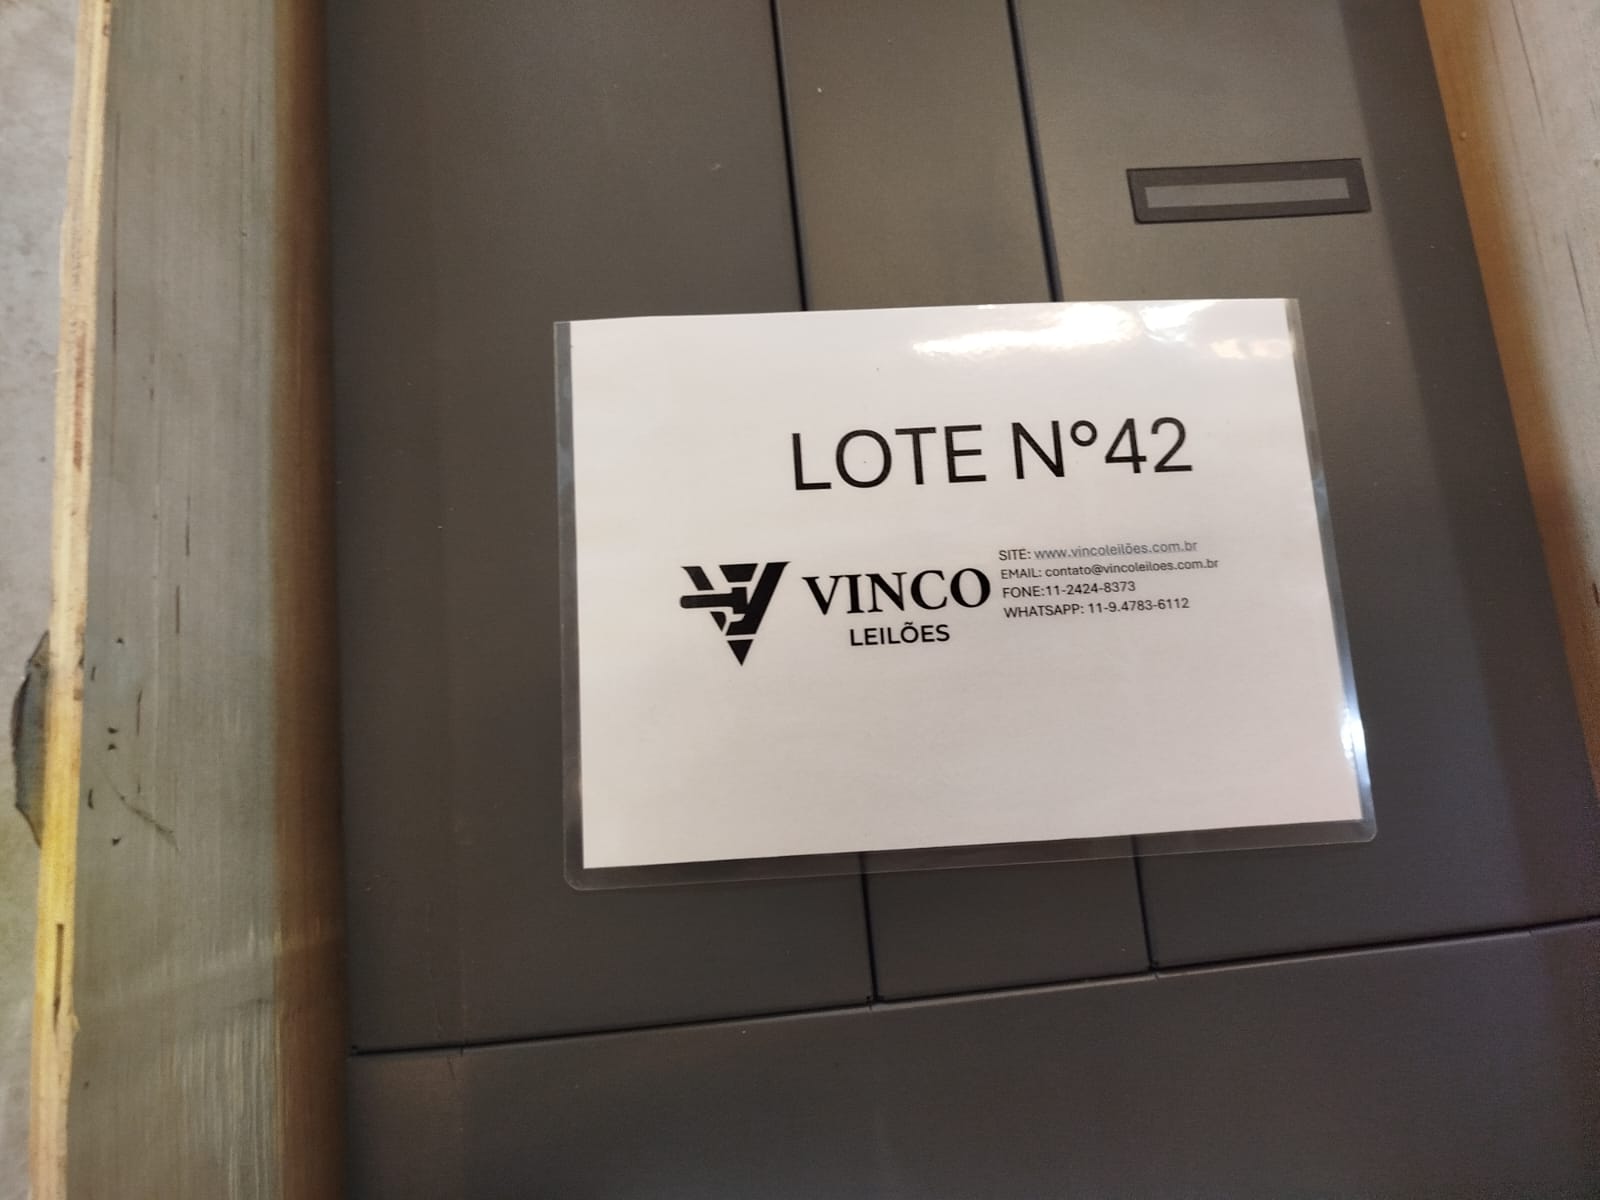 LOTE Nº42
VINCO
LEILÕES
SITE: www.vincoleilões.com.br
EMAIL: contato@vincoleiloes.com.br
FONE:11-2424-8373
WHATSAPP: 11-9.4783-6112